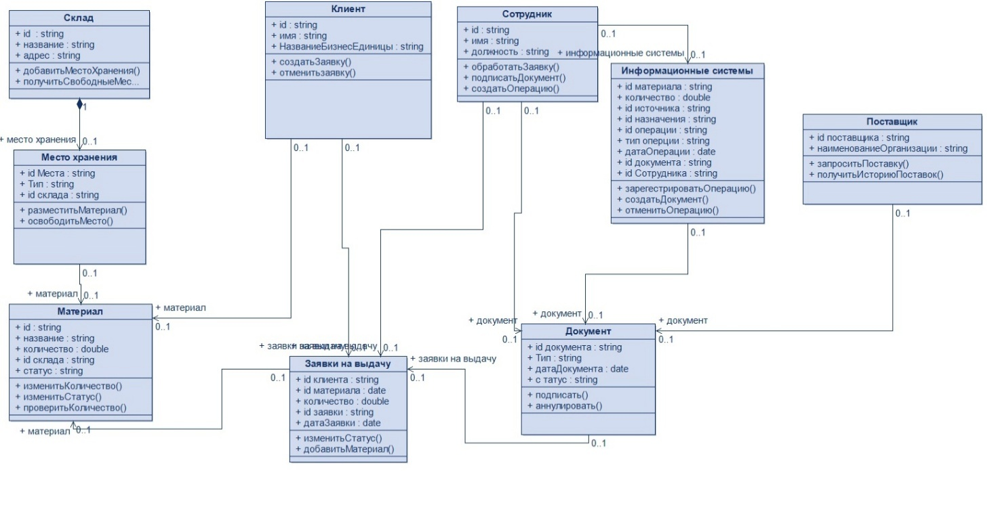 Склад
+ id : string
+ название : string
+ адрес : string
+ добавитьМестоХранения()
+ получитьСвободныеМес...
1
+ место хранения
0..1
Место хранения
+ id Места : string
+ Тип : string
+ id склада : string
+ разместитьМатериал()
+ освободитьМесто()
0..1
+ материал
0..1
Материал
+ id : string
+ название : string
+ количество : double
+ id склада : string
+ статус : string
+ изменитьКоличество()
+ изменитьСтатус()
+ проверитьКоличество()
+ материал
0..1
Клиент
+ id : string
+ имя : string
+ НазваниеБизнесЕдиницы : string
+ создатьЗаявку()
+ отменитьзаявку()
0..1
0..1
+ материал
0..1
Сотрудник
+ id : string
+ имя : string
+ должность : string
+ обработатьЗаявку()
+ подписатьДокумент()
+ создатьОперацию()
0..1
0..1
0..1
+ информационные системы
0..1
Информационные системы
+ id материала : string
+ количество : double
+ id источника : string
+ id назначения : string
+ id операции : string
+ тип оперции : string
+ датаОперации : date
+ id документа : string
+ id Сотрудника : string
+ зарегестрироватьОперацию()
+ создатьДокумент()
+ отменитьОперацию()
0..1
Поставщик
+ id поставщика : string
+ наименованиеОрганизации : string
+ запроситьПоставку()
+ получитьИсториюПоставок()
0..1
+ документ
0..1
+ документ
0..1
+ документ
0..1
Документ
+ id документа : string
+ Тип : string
+ датаДокумента : date
+ с татус : string
+ подписать()
+ аннулировать()
0..1
+ заявки на выдачу
0..1
+ заявки на выдачу
0..1
+ заявки на выдачу
0..1
Заявки на выдачу
0..1
+ id клиента : string
+ id материала : date
+ количество : double
+ id заявки : string
+ датаЗаявки : date
+ изменитьСтатус()
+ добавитьМатериал()